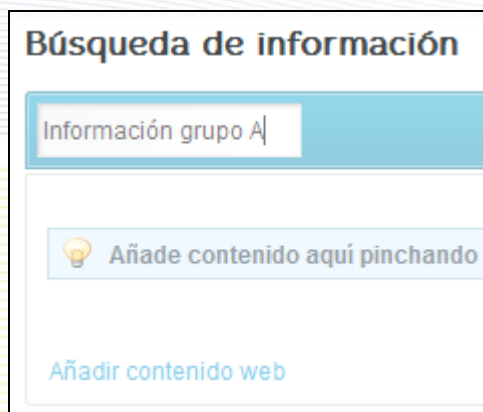 Búsqueda de información
Información grupo A
Añade contenido aquí pinchando
Añadir contenido web